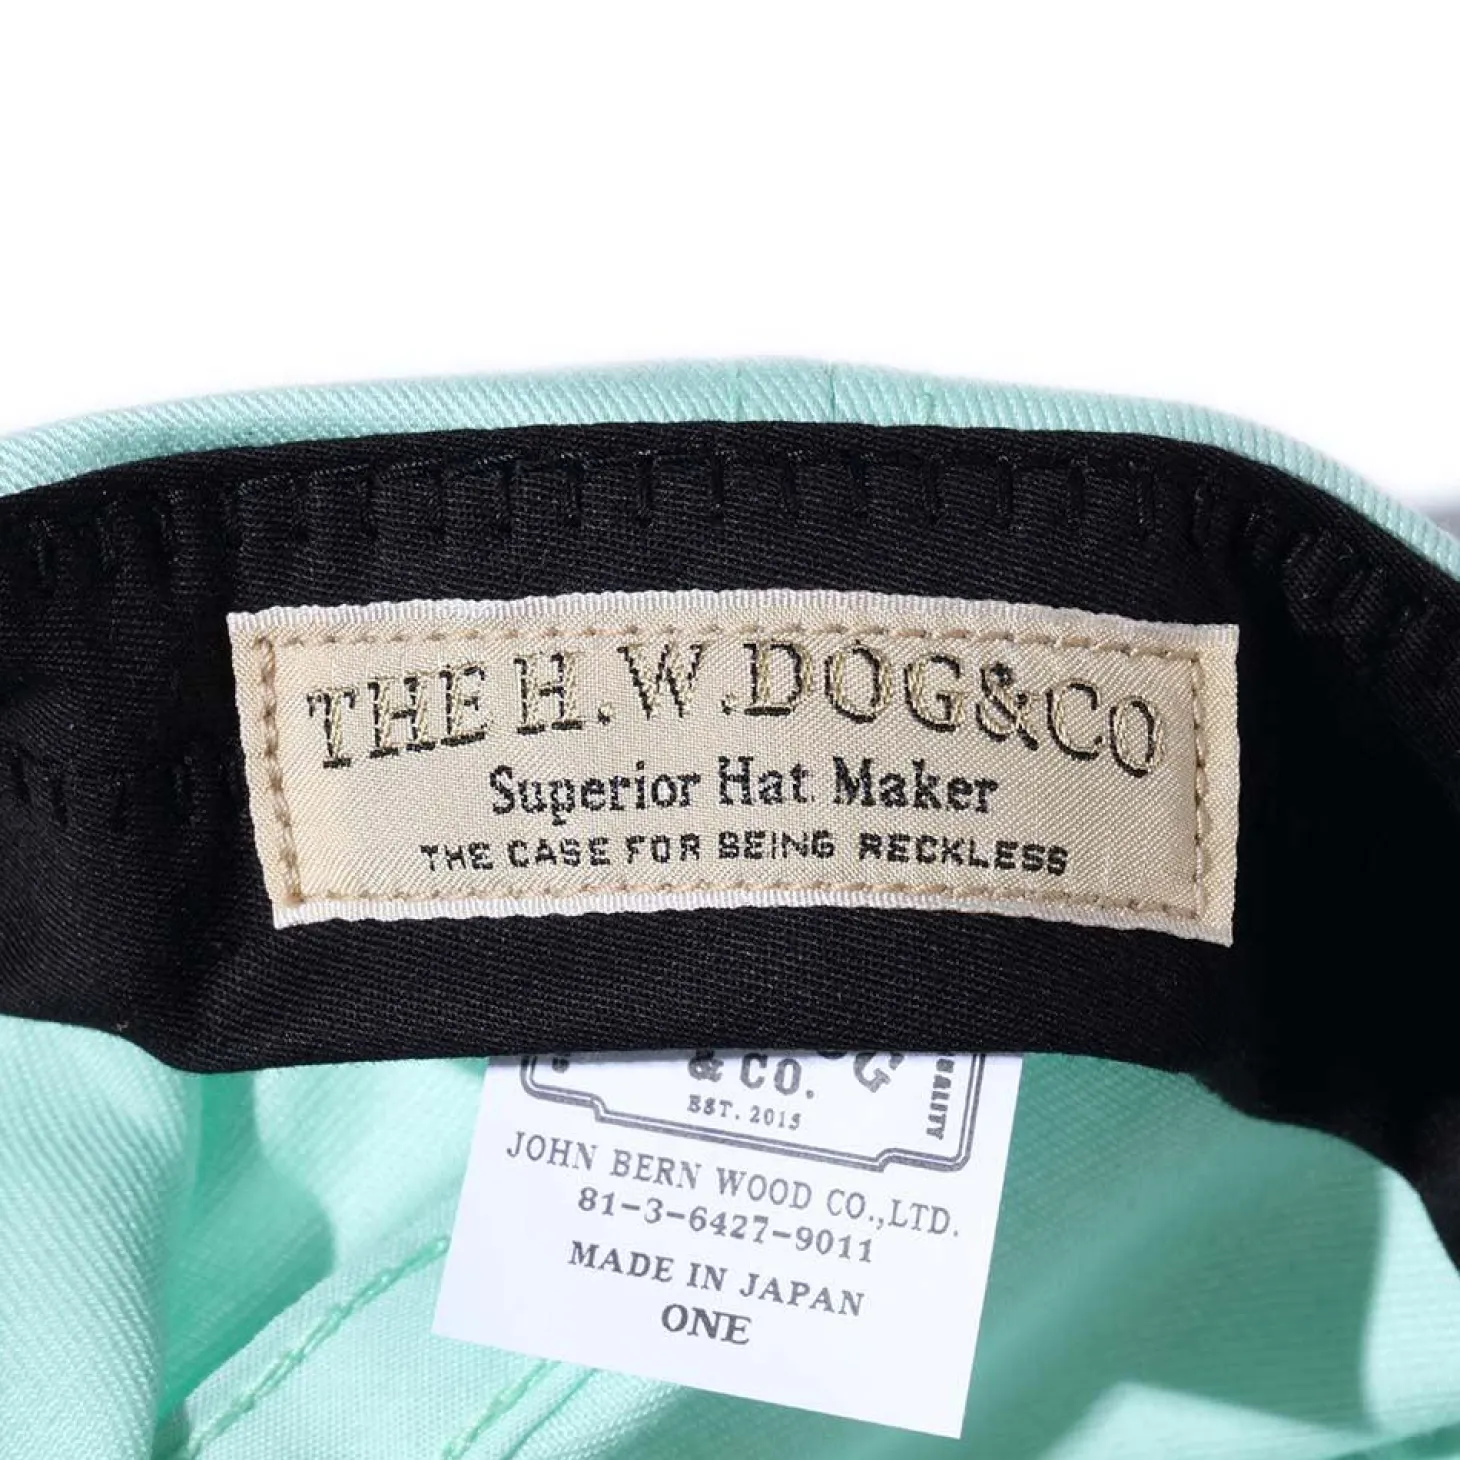 THE H.W.DOG&CO
Superior Hat Maker
THE CASE FOR BEING RECKLESS
& CO.
EST. 2015
JOHN BERN WOOD CO.,LTD.
81-3-6427-9011
MADE IN JAPAN
ONE